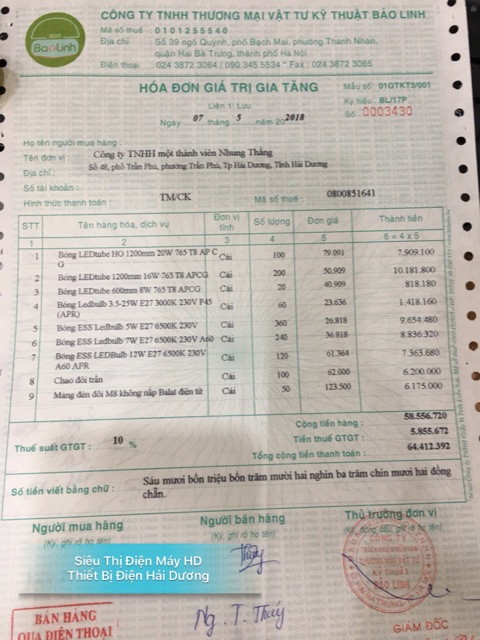 BaoLinh
CÔNG TY TNHH THƯƠNG MẠI VẬT TƯ KỸ THUẬT BẢO LINH
Mã số thuế : 0101255540
Địa chỉ : Số 39 ngõ Quỳnh, phố Bạch Mai, phường Thanh Nhàn,
quận Hai Bà Trưng, thành phố Hà Nội
Điện thoại : 024 3872 3064 / 090 345 5534 * Fax : 024 3872 3065
HÓA ĐƠN GIÁ TRỊ GIA TĂNG
Mẫu số: 01GTKT3/001
Ký hiệu: BL/17P
Số: 0003430
Liên 1: Lưu
Ngày 07 tháng 5 năm 2018
Họ tên người mua hàng :
Tên đơn vị : Công ty TNHH một thành viên Nhung Thắng
Địa chỉ : Số 48, phố Trần Phú, phường Trần Phú, Tp Hải Dương, Tỉnh Hải Dương
Số tài khoản :
Hình thức thanh toán : TM/CK Mã số thuế : 0800851641
STT Tên hàng hóa, dịch vụ Đơn vị tính Số lượng Đơn giá Thành tiền
1 2 3 4 5 6 = 4 x 5
1 Bóng LEDtube HO 1200mm 20W 765 T8 AP C G Cái 100 79.091 7.909.100
2 Bóng LEDtube 1200mm 16W 765 T8 APCG Cái 200 50.909 10.181.800
3 Bóng LEDtube 600mm 8W 765 T8 APCG Cái 20 40.909 818.180
4 Bóng Ledbulb 3.5-25W E27 3000K 230V P45 (APR) Cái 60 23.636 1.418.160
5 Bóng ESS Ledbulb 5W E27 6500K 230V Cái 360 26.818 9.654.480
6 Bóng ESS Ledbulb 7W E27 6500K 230V A60 Cái 240 36.818 8.836.320
7 Bóng ESS LEDBulb 12W E27 6500K 230V A60 APR Cái 120 61.364 7.363.680
8 Chao đôi trần Cái 100 62.000 6.200.000
9 Máng đèn đôi M8 không nắp Balat điện tử Cái 50 123.500 6.175.000
Cộng tiền hàng : 58.556.720
Thuế suất GTGT : 10 % Tiền thuế GTGT : 5.855.672
Tổng cộng tiền thanh toán : 64.412.392
Số tiền viết bằng chữ : Sáu mươi bốn triệu bốn trăm mười hai nghìn ba trăm chín mươi hai đồng
chẵn.
Người mua hàng Người bán hàng Thủ trưởng đơn vị
(Ký, ghi rõ họ tên) (Ký, ghi rõ họ tên)
Siêu Thị Điện Máy HD
Thiết Bị Điện Hải Dương
CÔNG TY
THƯƠNG MẠI VẬT TƯ
KỸ THUẬT
BẢO LINH
BÁN HÀNG
QUA ĐIỆN THOẠI
Ng. T. Thúy
GIÁM ĐỐC